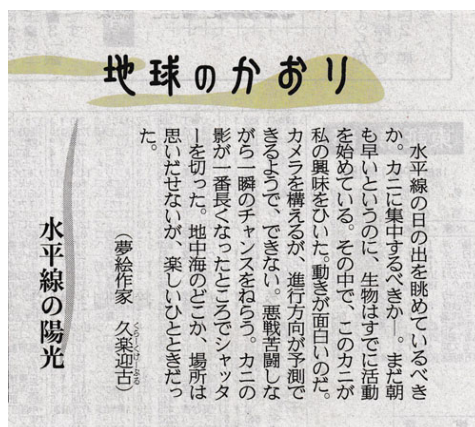 地球のかおり
水平線の日の出を眺めているべき
か。カニに集中するべきか―。まだ朝
も早いというのに、生物はすでに活動
を始めている。その中で、このカニが
私の興味をひいた。動きが面白いのだ。
カメラを構えるが、進行方向が予測で
きるようで、できない。悪戦苦闘しな
がら一瞬のチャンスをねらう。カニの
影が一番長くなったところでシャッタ
ーを切った。地中海のどこか、場所は
思いだせないが、楽しいひとときだっ
た。
（夢絵作家　久楽迎古）
水平線の陽光